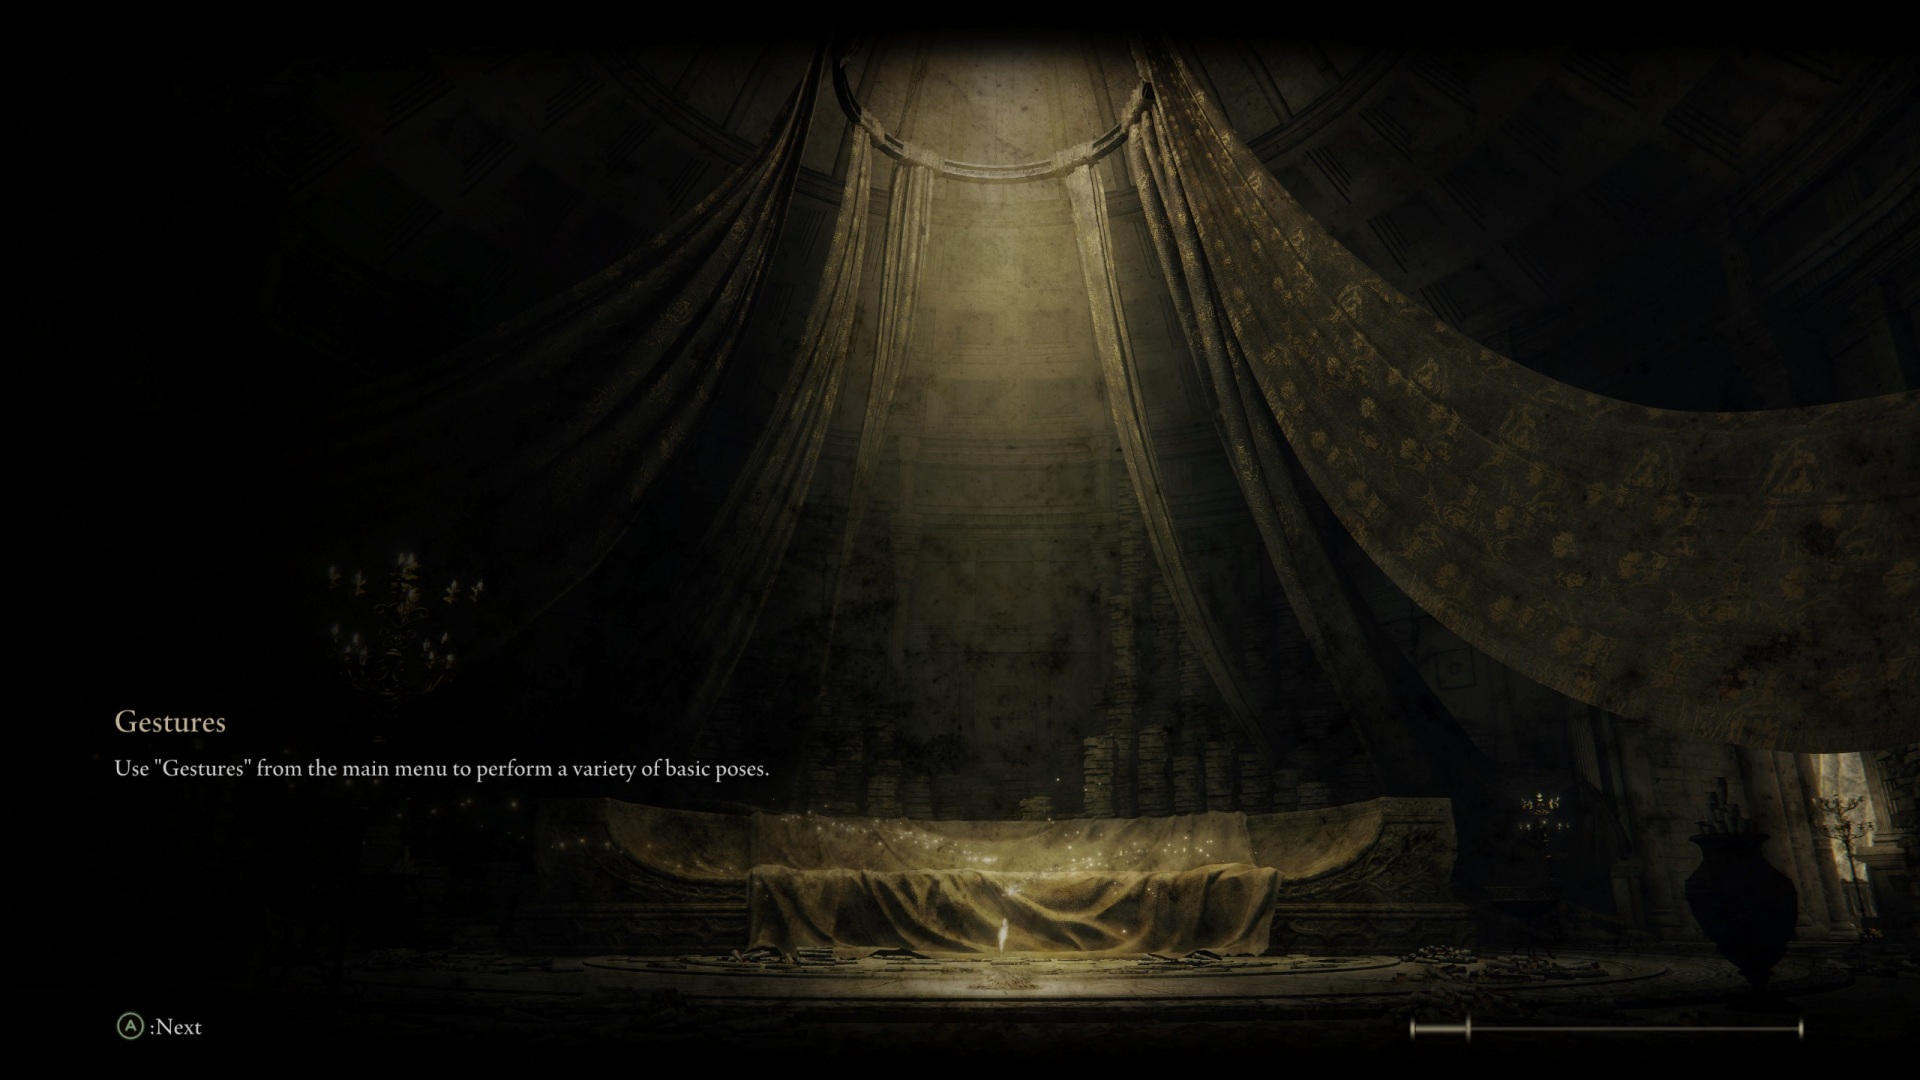 Gestures
Use "Gestures" from the main menu to perform a variety of basic poses.
A :Next